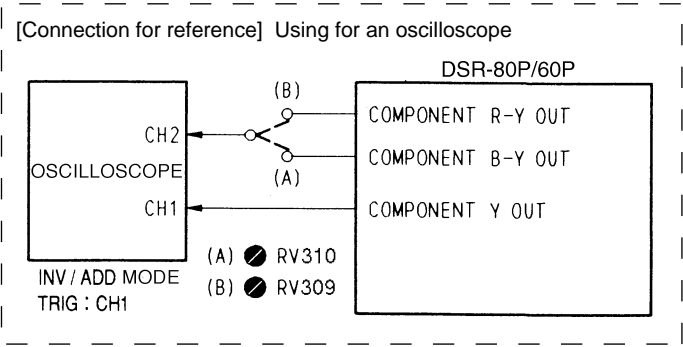 [Connection for reference] Using for an oscilloscope
DSR-80P/60P
(B)
COMPONENT R-Y OUT
CH2
COMPONENT B-Y OUT
OSCILLOSCOPE
(A)
CH1
COMPONENT Y OUT
(A) RV310
INV / ADD MODE
(B) RV309
TRIG : CH1